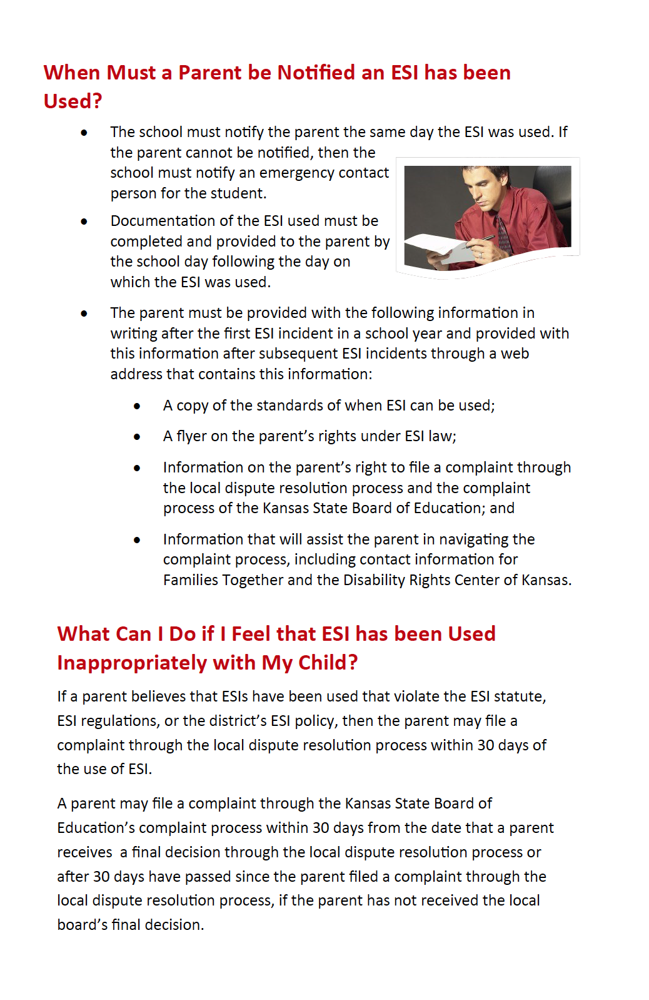 When Must a Parent be Notified an ESI has been
Used?
• The school must notify the parent the same day the ESI was used. If
the parent cannot be notified, then the
school must notify an emergency contact
person for the student.
• Documentation of the ESI used must be
completed and provided to the parent by
the school day following the day on
which the ESI was used.
• The parent must be provided with the following information in
writing after the first ESI incident in a school year and provided with
this information after subsequent ESI incidents through a web
address that contains this information:
• A copy of the standards of when ESI can be used;
• A flyer on the parent’s rights under ESI law;
• Information on the parent’s right to file a complaint through
the local dispute resolution process and the complaint
process of the Kansas State Board of Education; and
• Information that will assist the parent in navigating the
complaint process, including contact information for
Families Together and the Disability Rights Center of Kansas.
What Can I Do if I Feel that ESI has been Used
Inappropriately with My Child?
If a parent believes that ESIs have been used that violate the ESI statute,
ESI regulations, or the district’s ESI policy, then the parent may file a
complaint through the local dispute resolution process within 30 days of
the use of ESI.
A parent may file a complaint through the Kansas State Board of
Education’s complaint process within 30 days from the date that a parent
receives  a final decision through the local dispute resolution process or
after 30 days have passed since the parent filed a complaint through the
local dispute resolution process, if the parent has not received the local
board’s final decision.